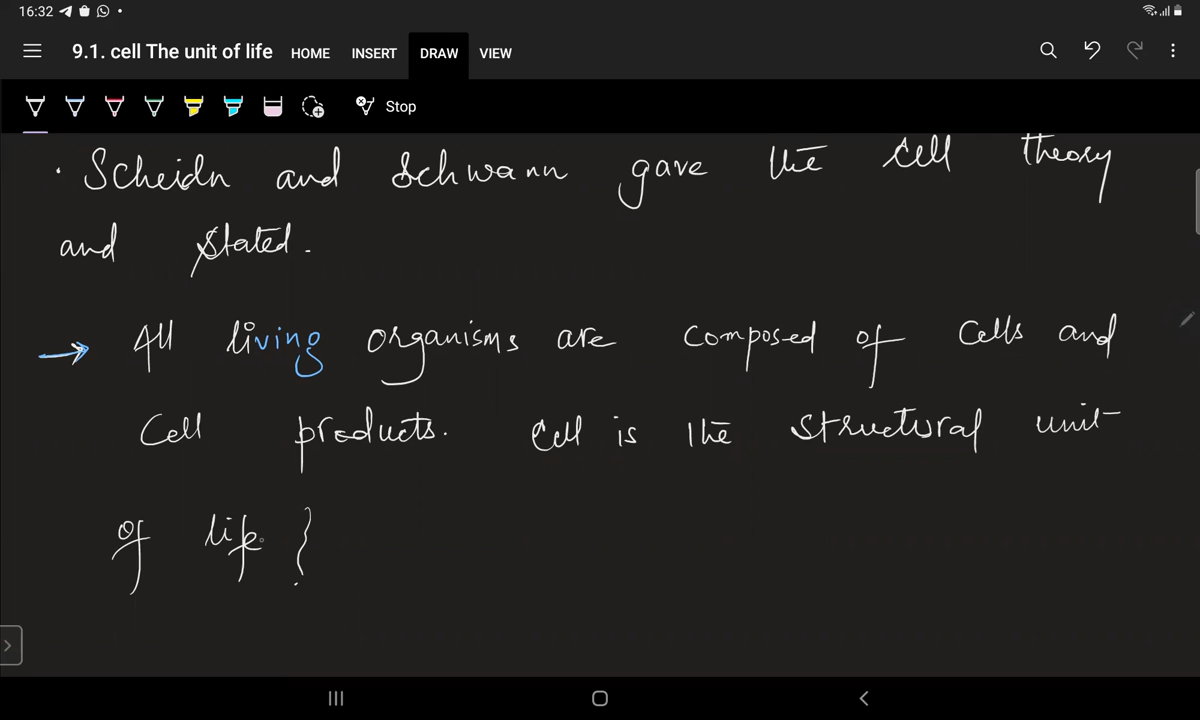 16:32
9.1. cell The unit of life HOME INSERT DRAW VIEW
Stop
· Scheidn and Schwann gave the cell theory
and stated.
→ All living organisms are composed of cells and
Cell products. Cell is the structural unit
of life }